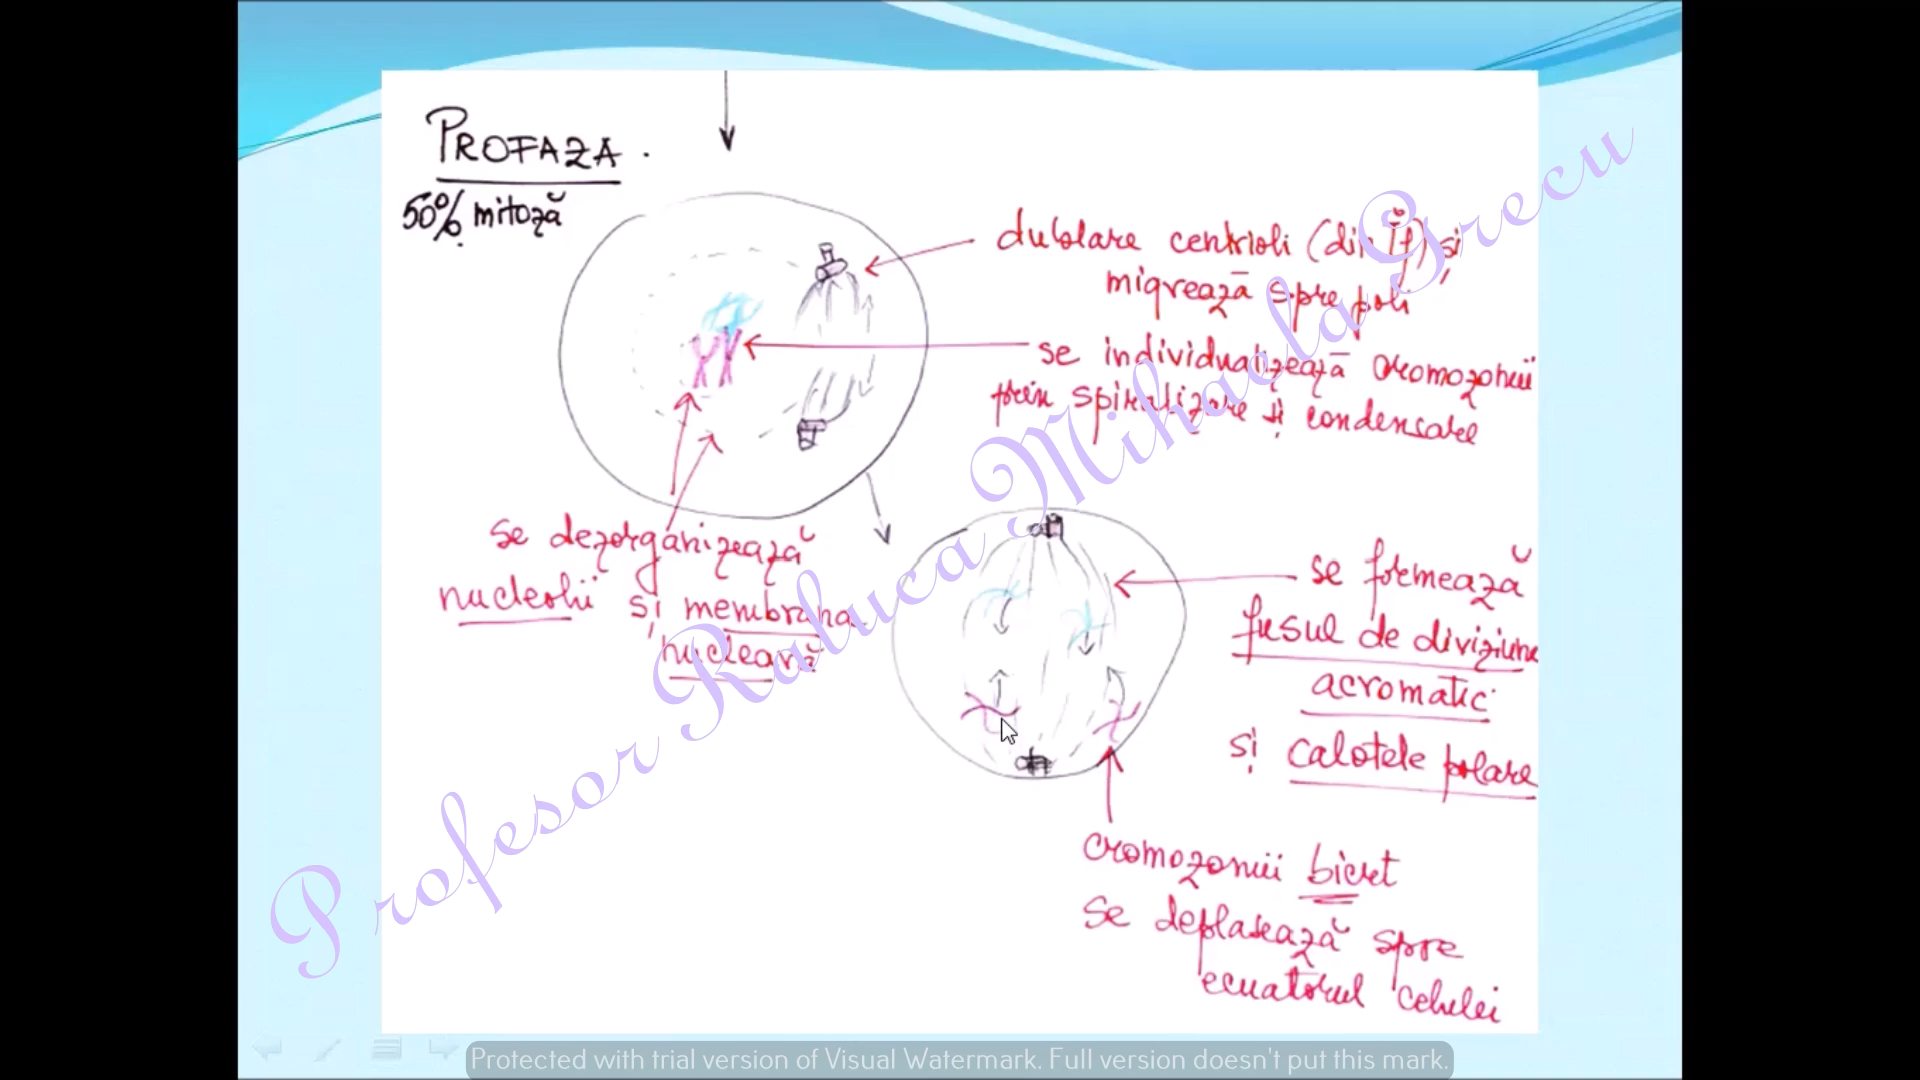 PROFAZA.
50% mitoză
dublare centrioli (din Îf) și
migrează spre poli
se individualizează cromozomii
prin spiralizare și condensare
se dezorganizează
nucleolii și membrana
nucleară
se formează
fusul de diviziune
acromatic
și calotele polare
cromozomii bicrt
se deplasează spre
ecuatorul celulei
Profesor Raluca Mihaela Grecu
Protected with trial version of Visual Watermark. Full version doesn't put this mark.